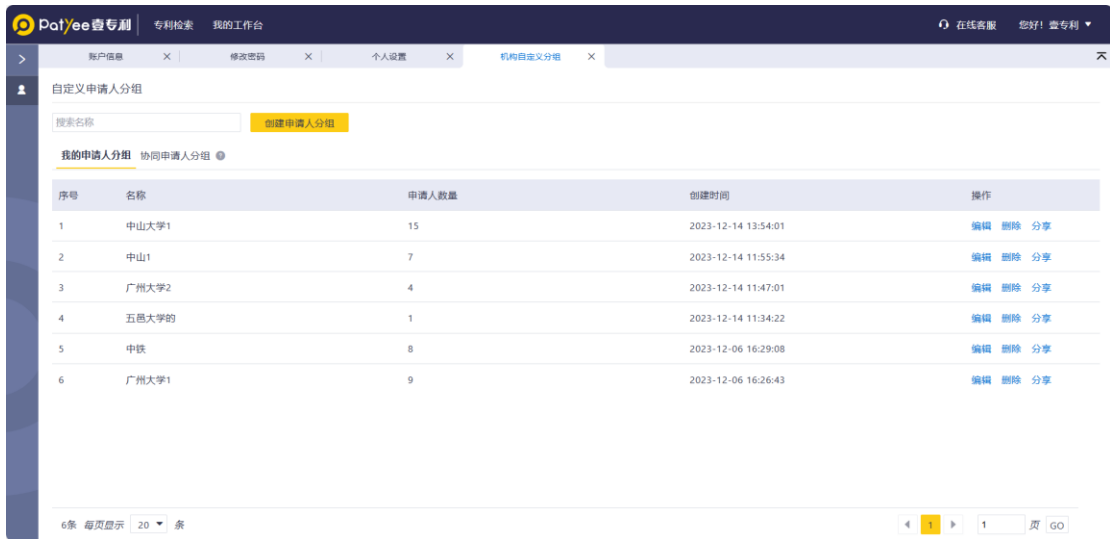 Patyee壹专利 专利检索 我的工作台 在线客服 您好！壹专利
账户信息 修改密码 个人设置 机构自定义分组
自定义申请人分组
搜索名称 创建申请人分组
我的申请人分组 协同申请人分组
序号 名称 申请人数量 创建时间 操作
1 中山大学1 15 2023-12-14 13:54:01 编辑 删除 分享
2 中山1 7 2023-12-14 11:55:34 编辑 删除 分享
3 广州大学2 4 2023-12-14 11:47:01 编辑 删除 分享
4 五邑大学的 1 2023-12-14 11:34:22 编辑 删除 分享
5 中铁 8 2023-12-06 16:29:08 编辑 删除 分享
6 广州大学1 9 2023-12-06 16:26:43 编辑 删除 分享
6条 每页显示 20 条 1 1 页 GO